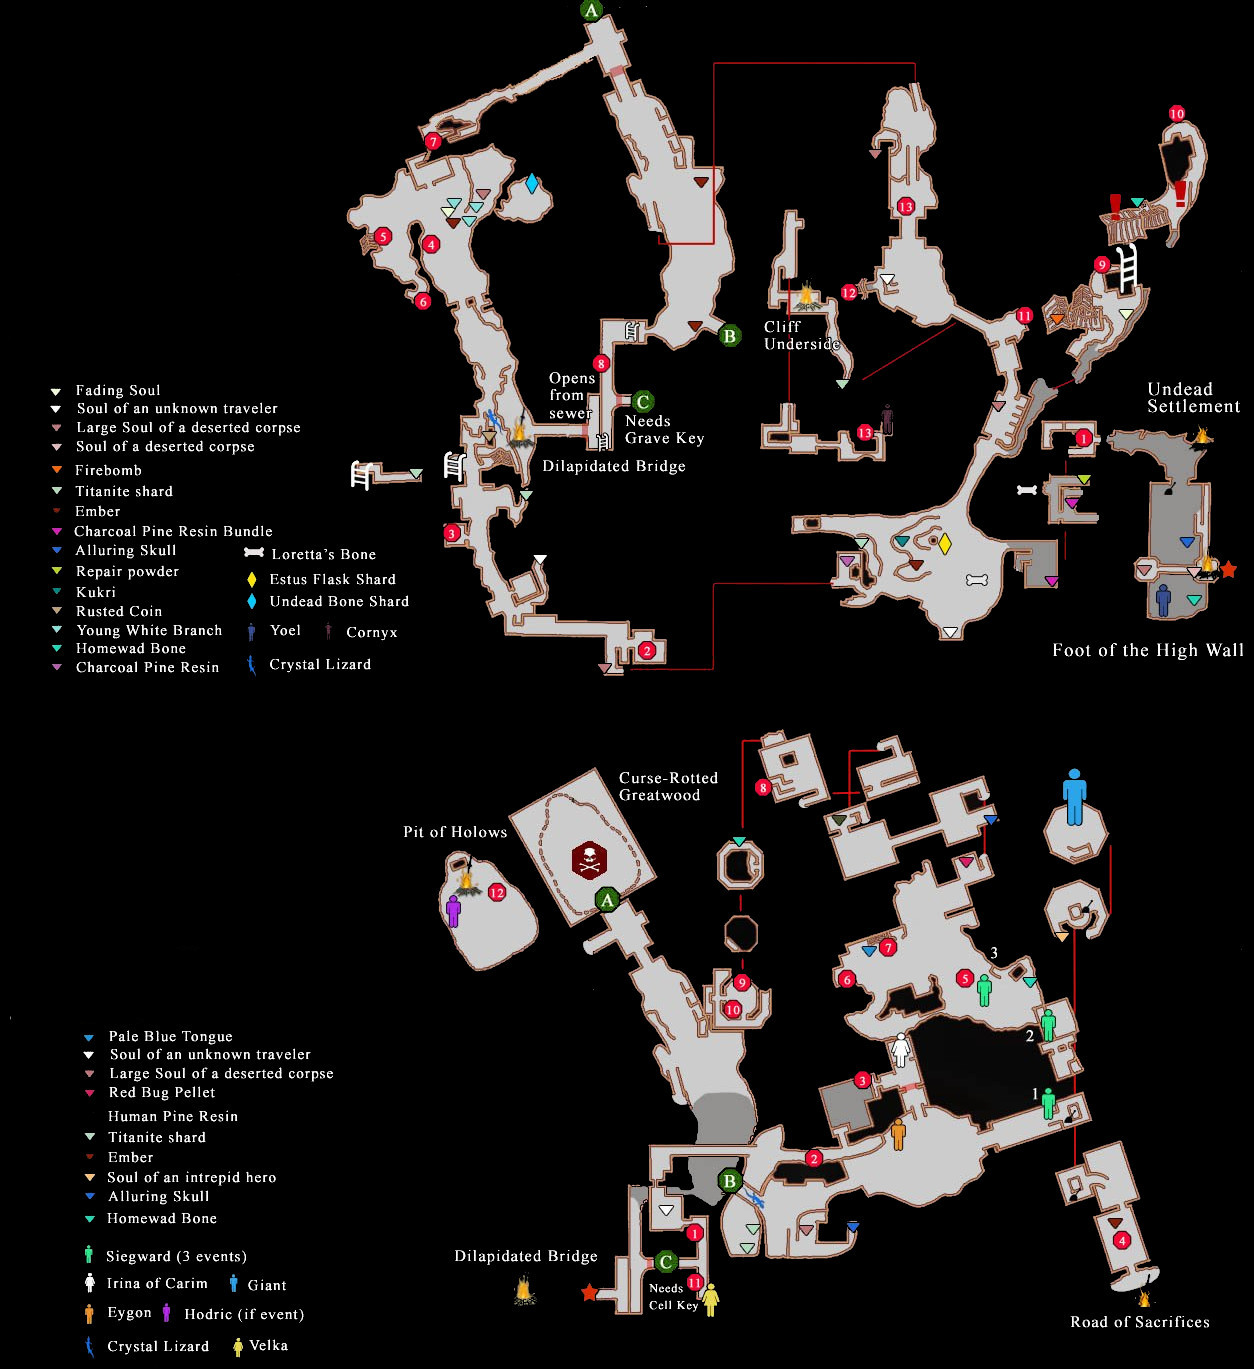 A
7
10
13
5
4
6
9
12
11
B
Cliff
Underside
8
Opens
from
sewer
C
Needs
Grave Key
Dilapidated Bridge
13
1
Undead
Settlement
Fading Soul
Soul of an unknown traveler
Large Soul of a deserted corpse
Soul of a deserted corpse
Firebomb
Titanite shard
Ember
Charcoal Pine Resin Bundle
Alluring Skull
Repair powder
Kukri
Rusted Coin
Young White Branch
Homewad Bone
Charcoal Pine Resin
Loretta's Bone
Estus Flask Shard
Undead Bone Shard
Yoel
Cornyx
Crystal Lizard
3
2
Foot of the High Wall
Curse-Rotted
Greatwood
Pit of Holows
12
A
8
9
10
7
6
5
3
2
1
3
2
B
4
1
C
11
Needs
Cell Key
Dilapidated Bridge
Road of Sacrifices
Pale Blue Tongue
Soul of an unknown traveler
Large Soul of a deserted corpse
Red Bug Pellet
Human Pine Resin
Titanite shard
Ember
Soul of an intrepid hero
Alluring Skull
Homewad Bone
Siegward (3 events)
Irina of Carim
Giant
Eygon
Hodric (if event)
Crystal Lizard
Velka